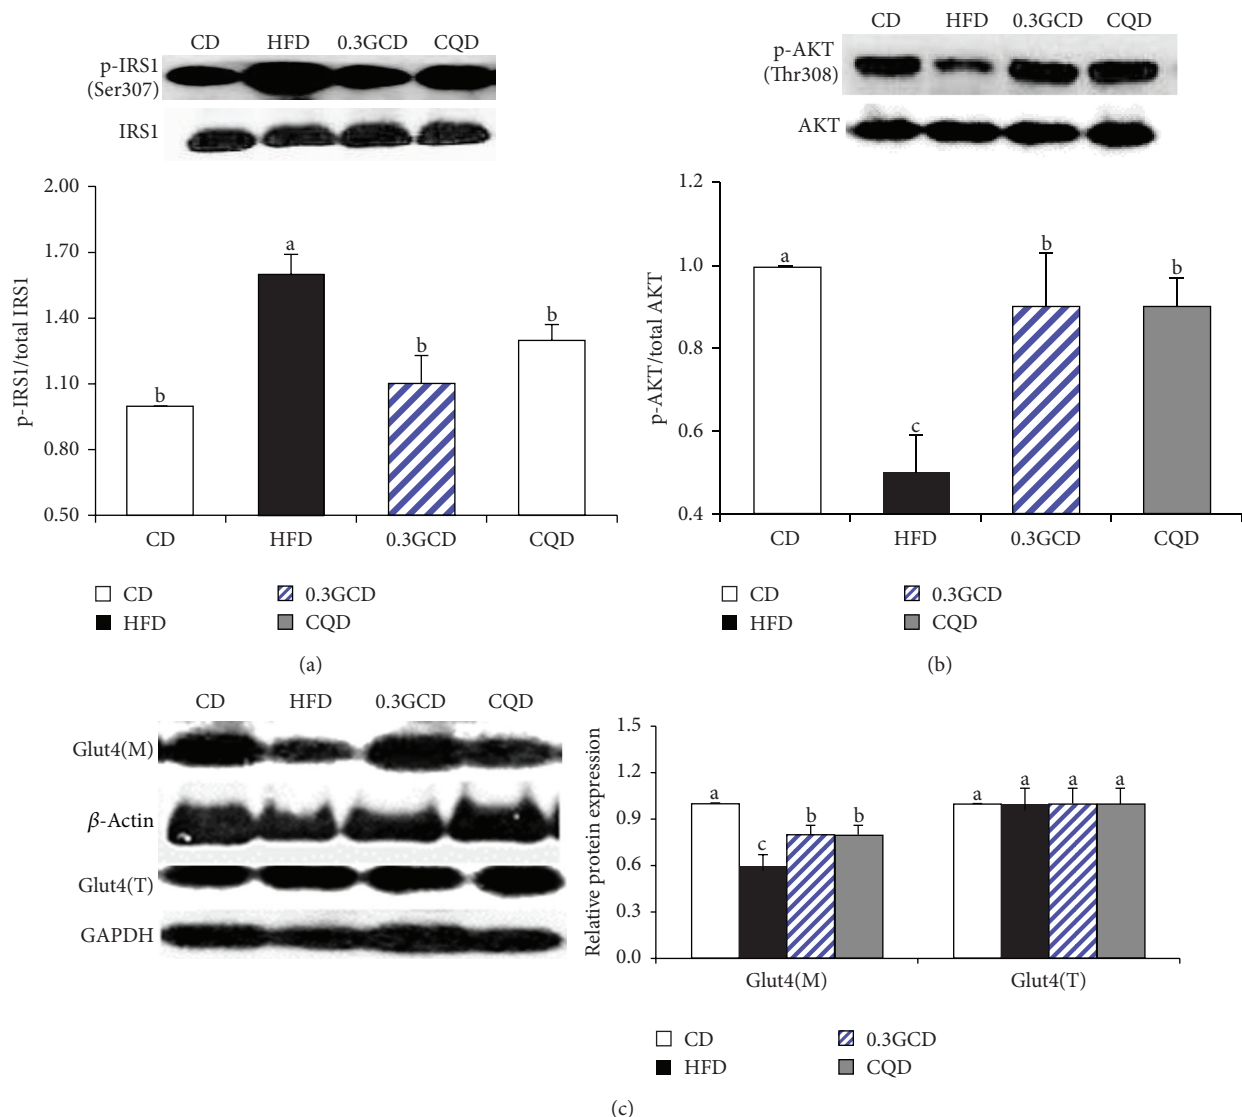 CD HFD 0.3GCD CQD
p-IRS1
(Ser307)
IRS1
2.00
1.70
1.40
1.10
0.80
0.50
p-IRS1/total IRS1
b
a
b
b
CD HFD 0.3GCD CQD
CD 0.3GCD
HFD CQD
(a)
CD HFD 0.3GCD CQD
p-AKT
(Thr308)
AKT
1.2
1.0
0.8
0.6
0.4
p-AKT/total AKT
a
c
b
b
CD HFD 0.3GCD CQD
CD 0.3GCD
HFD CQD
(b)
CD HFD 0.3GCD CQD
Glut4(M)
β-Actin
Glut4(T)
GAPDH
1.5
1.2
0.9
0.6
0.3
0.0
Relative protein expression
a c b b a a a a
Glut4(M) Glut4(T)
CD 0.3GCD
HFD CQD
(c)